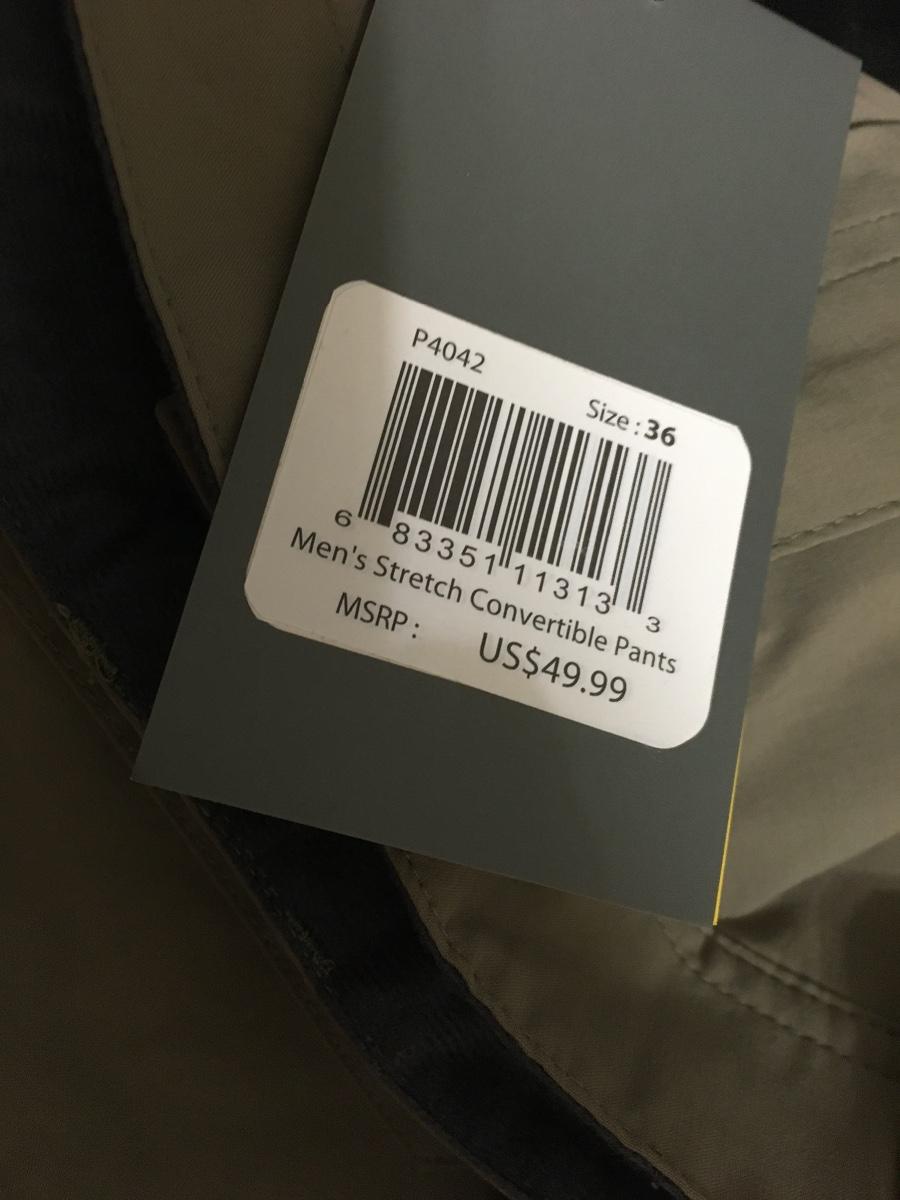 P4042
Size : 36
6 83351 11313 3
Men's Stretch Convertible Pants
MSRP : US$49.99